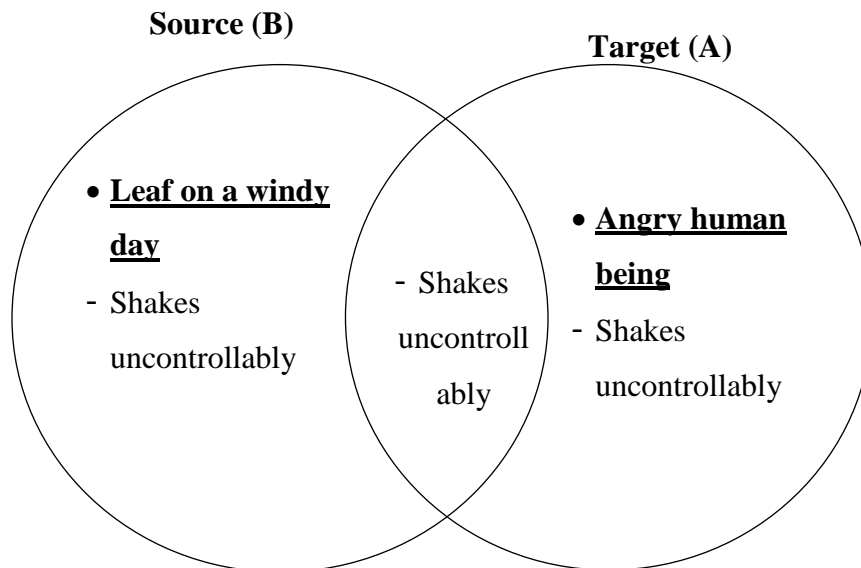 Source (B)
Target (A)
• Leaf on a windy
day
- Shakes
uncontrollably
- Shakes
uncontroll
ably
• Angry human
being
- Shakes
uncontrollably